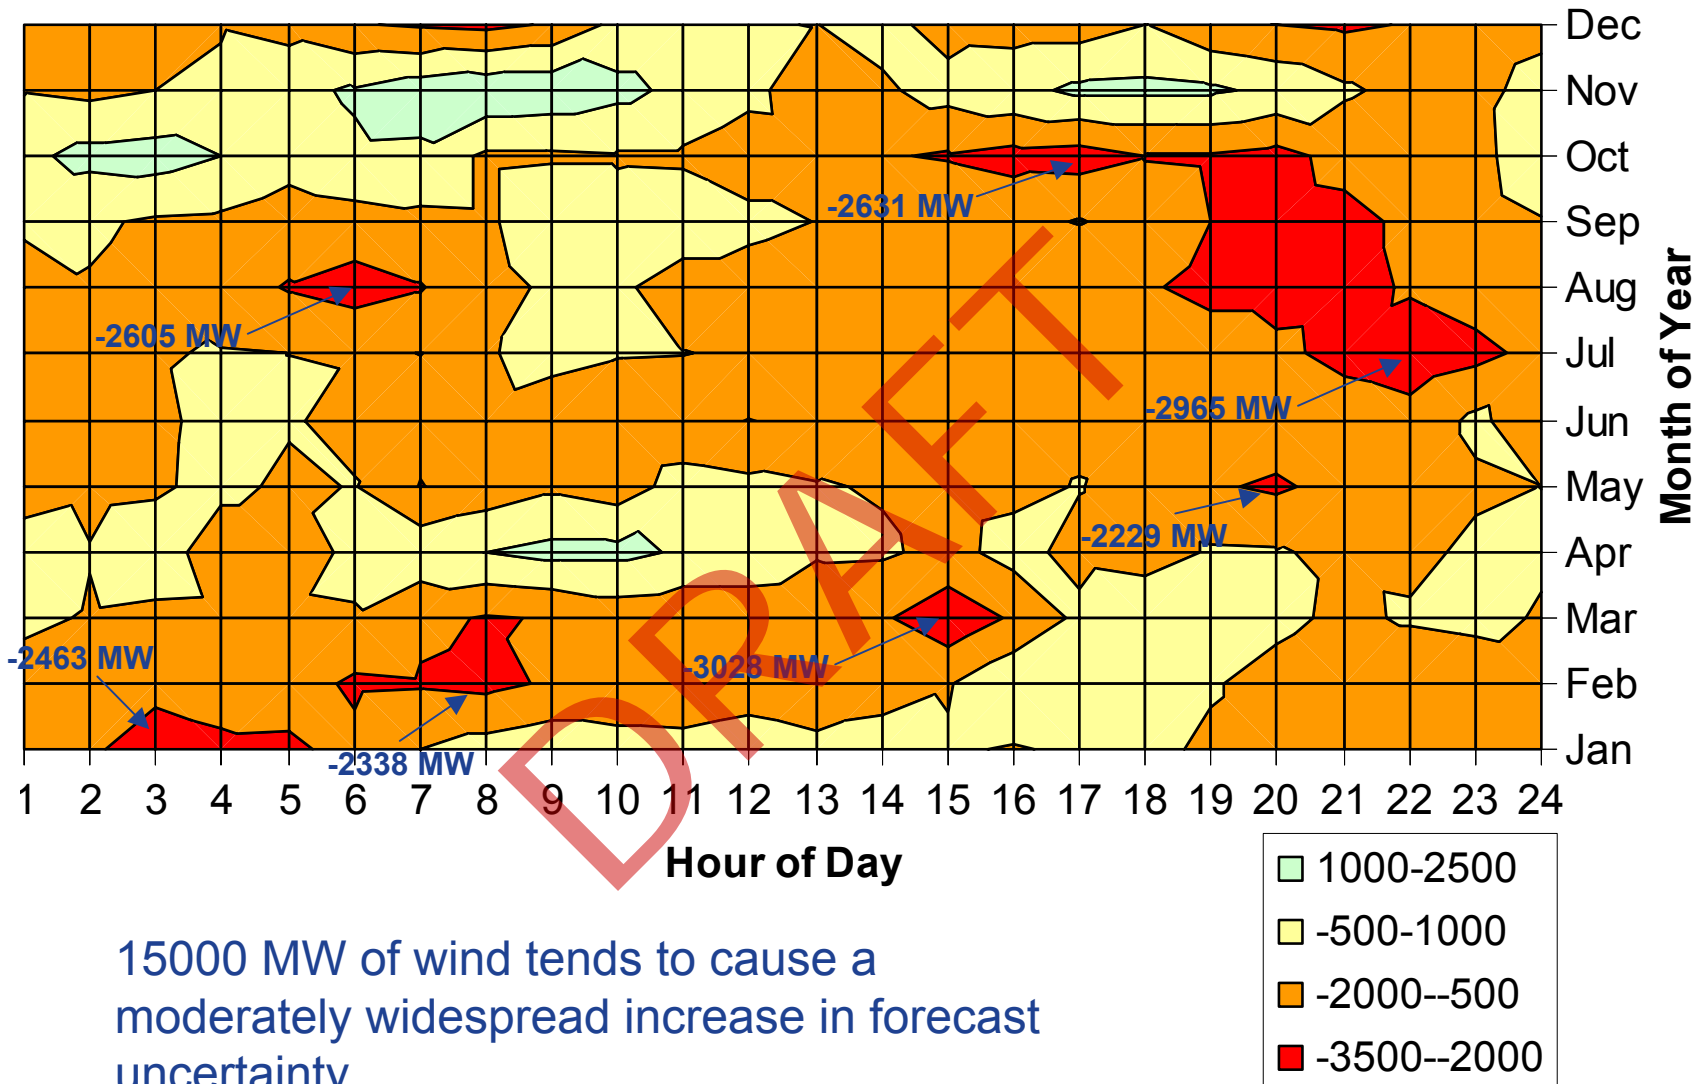 Dec
Nov
Oct
-2631 MW
Sep
Aug
-2605 MW
Jul
-2965 MW
Jun
May
-2229 MW
Apr
Mar
-2463 MW
-3028 MW
Feb
-2338 MW
Jan
Month of Year
DRAFT
1 2 3 4 5 6 7 8 9 10 11 12 13 14 15 16 17 18 19 20 21 22 23 24
Hour of Day
1000-2500
-500-1000
-2000--500
-3500--2000
15000 MW of wind tends to cause a
moderately widespread increase in forecast
uncertainty